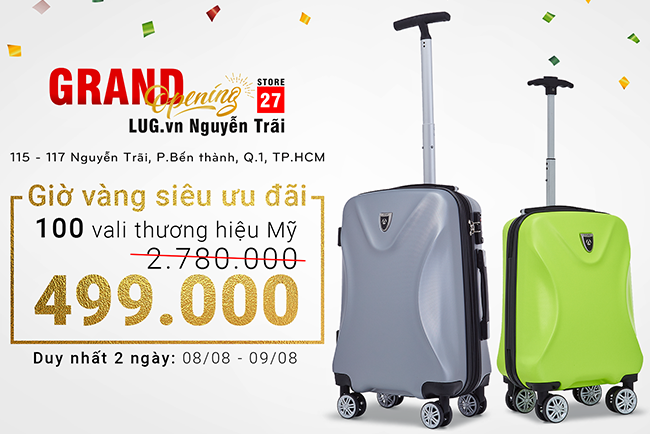 GRAND
Opening
STORE
27
LUG.vn Nguyễn Trãi
115 - 117 Nguyễn Trãi, P.Bến thành, Q.1, TP.HCM
Giờ vàng siêu ưu đãi
100 vali thương hiệu Mỹ
2.780.000
499.000
Duy nhất 2 ngày: 08/08 - 09/08